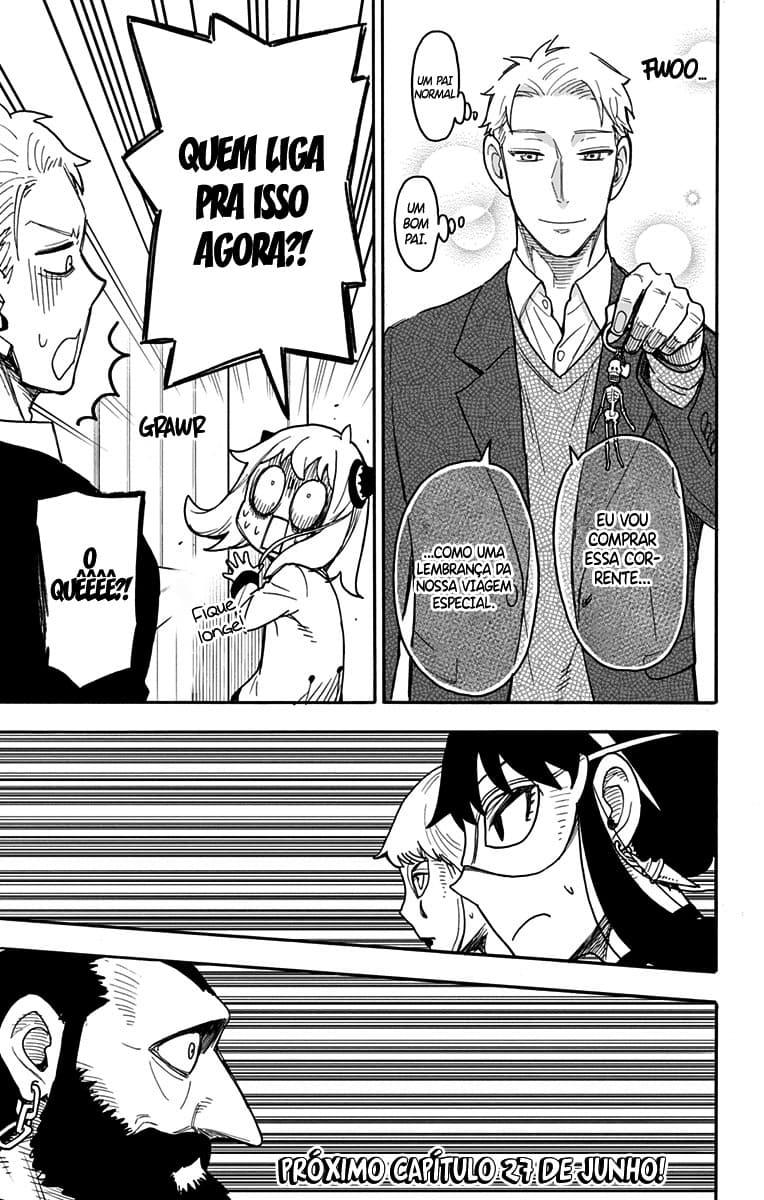 FWOO...
UM PAI
NORMAL
UM
BOM
PAI.
EU VOU
COMPRAR
ESSA COR-
RENTE...
...COMO UMA
LEMBRANÇA DA
NOSSA VIAGEM
ESPECIAL.
QUEM LIGA
PRA ISSO
AGORA?!
GRAWR
Fique
longe!
O
QUÊÊÊÊ?!
PRÓXIMO CAPÍTULO 27 DE JUNHO!